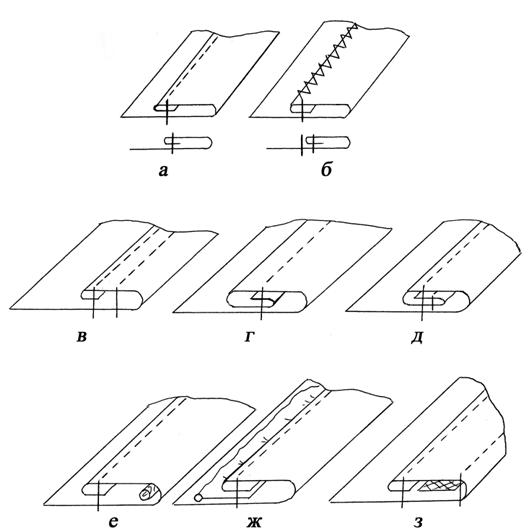 а б
в г д
е ж з